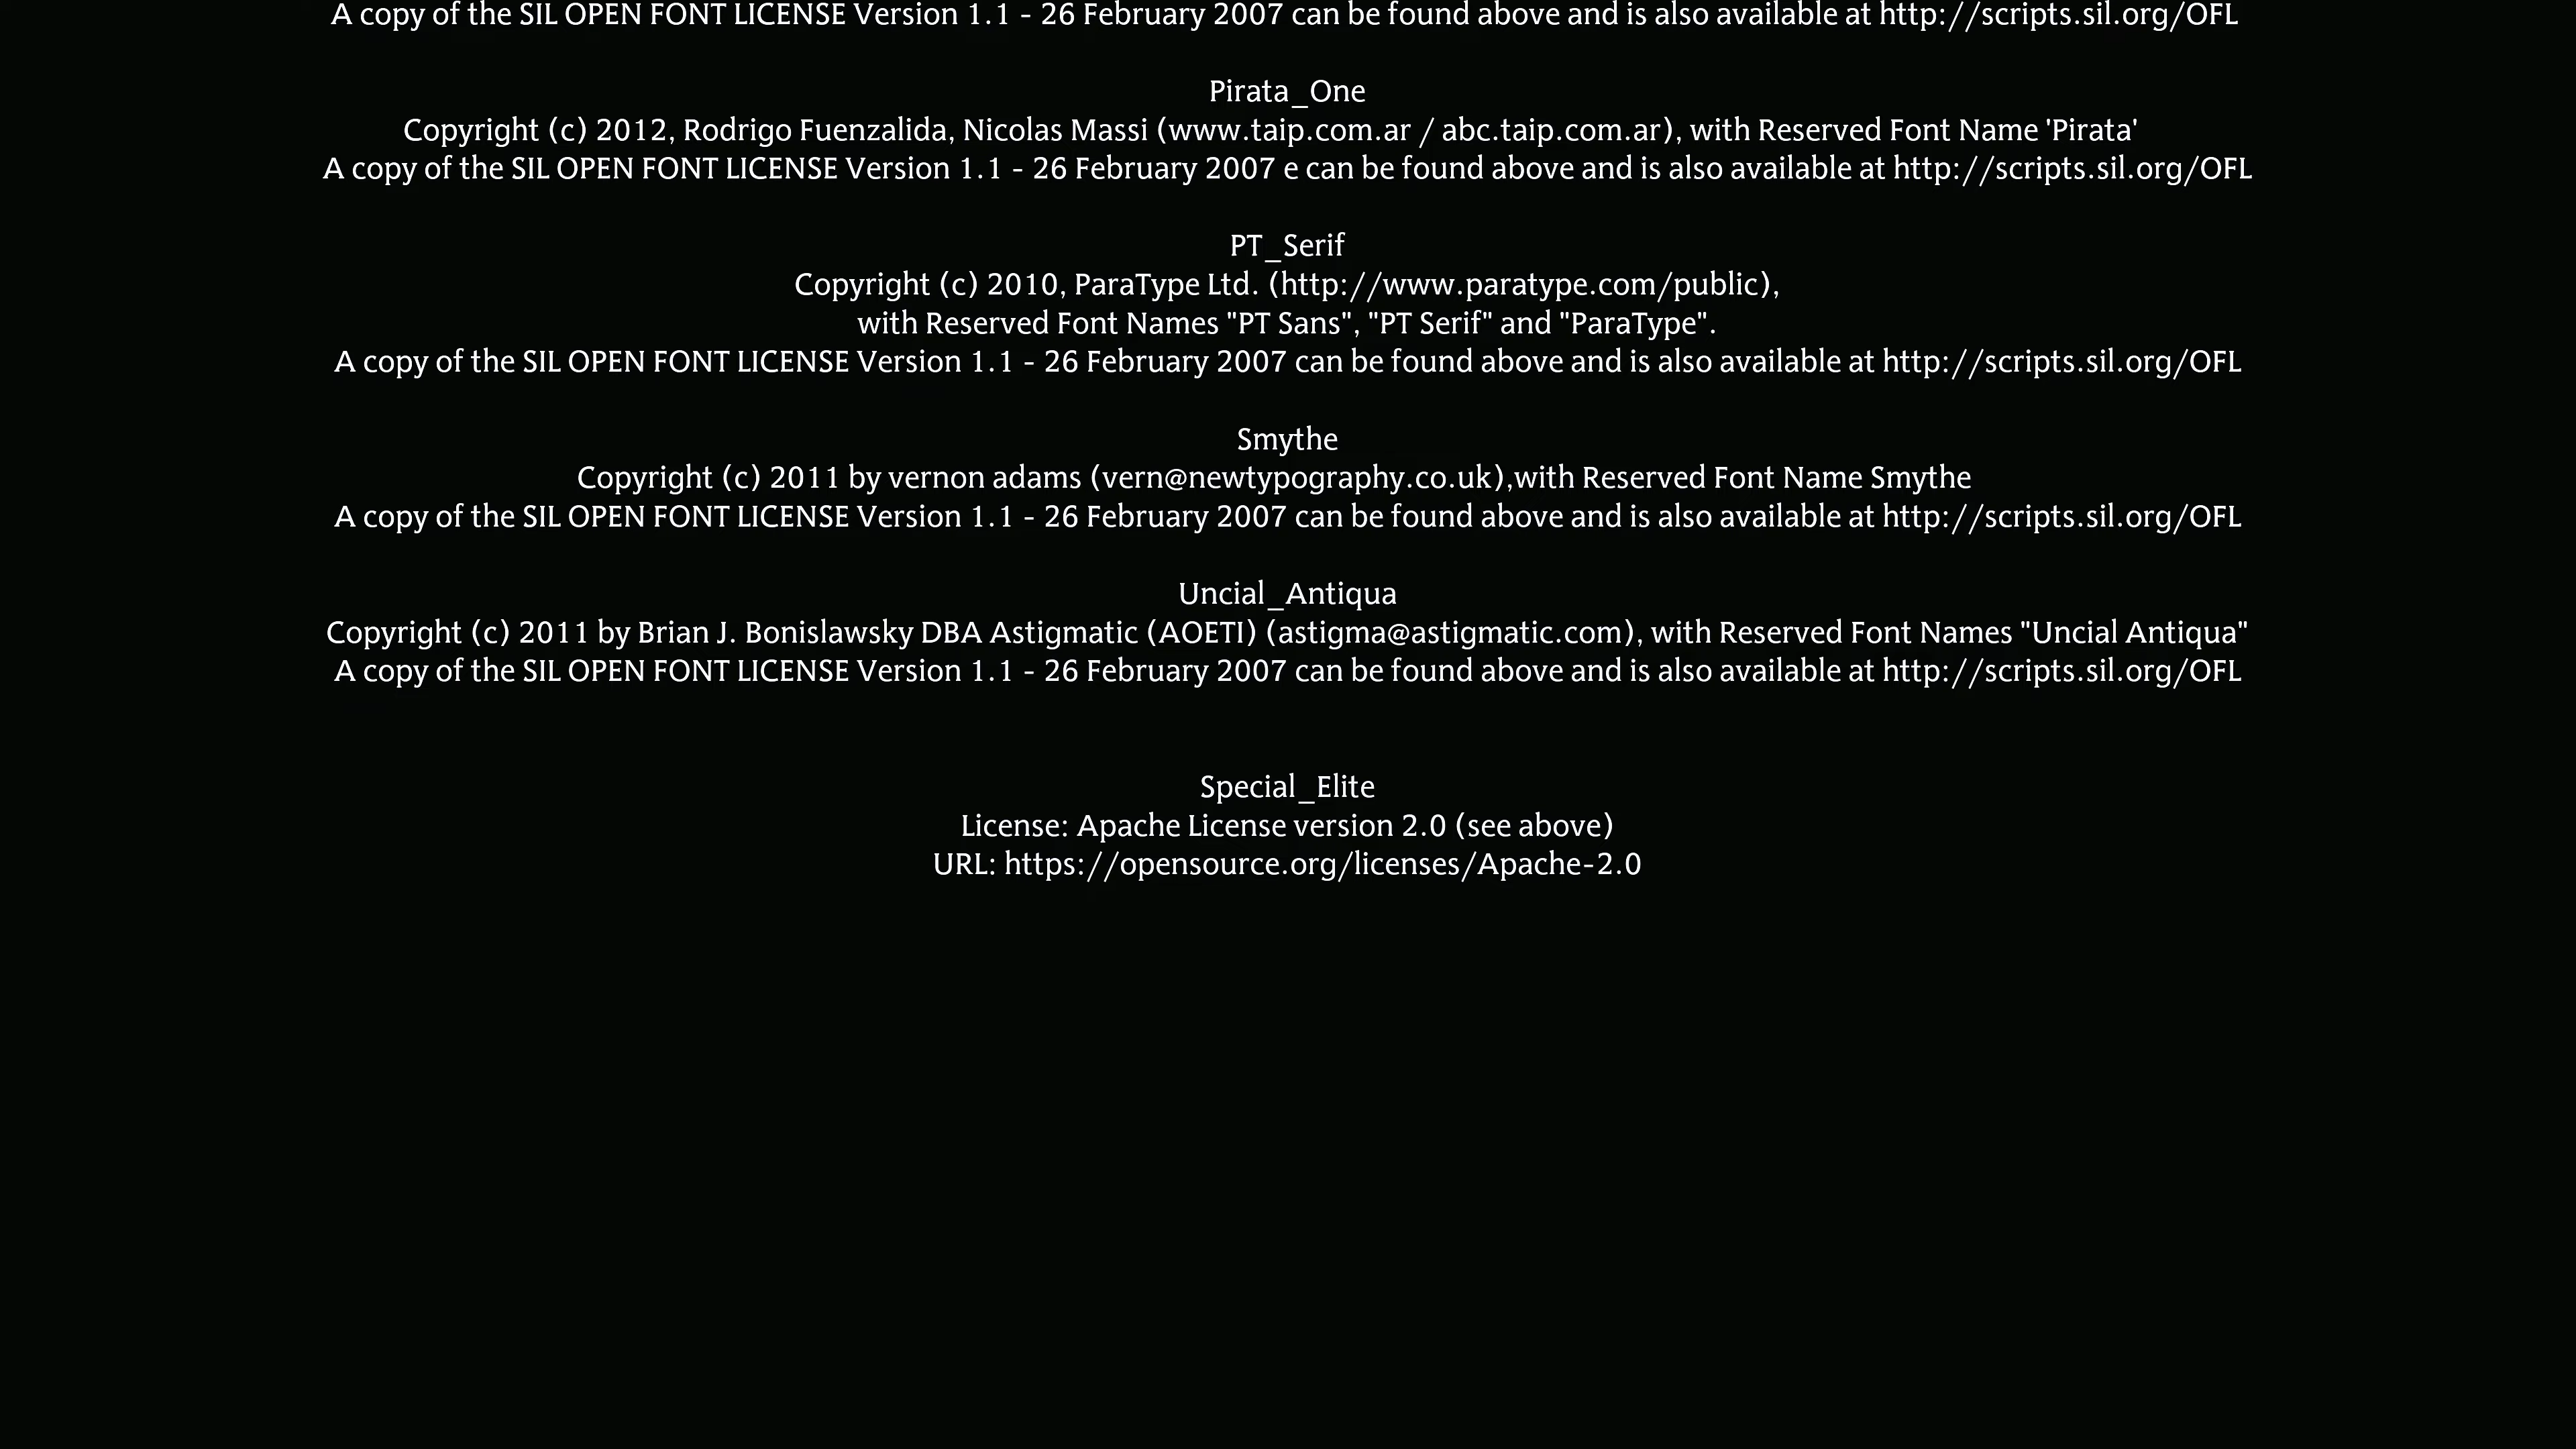 A copy of the SIL OPEN FONT LICENSE Version 1.1 - 26 February 2007 can be found above and is also available at http://scripts.sil.org/OFL
Pirata_One
Copyright (c) 2012, Rodrigo Fuenzalida, Nicolas Massi (www.taip.com.ar / abc.taip.com.ar), with Reserved Font Name 'Pirata'
A copy of the SIL OPEN FONT LICENSE Version 1.1 - 26 February 2007 e can be found above and is also available at http://scripts.sil.org/OFL
PT_Serif
Copyright (c) 2010, ParaType Ltd. (http://www.paratype.com/public),
with Reserved Font Names "PT Sans", "PT Serif" and "ParaType".
A copy of the SIL OPEN FONT LICENSE Version 1.1 - 26 February 2007 can be found above and is also available at http://scripts.sil.org/OFL
Smythe
Copyright (c) 2011 by vernon adams (vern@newtypography.co.uk),with Reserved Font Name Smythe
A copy of the SIL OPEN FONT LICENSE Version 1.1 - 26 February 2007 can be found above and is also available at http://scripts.sil.org/OFL
Uncial_Antiqua
Copyright (c) 2011 by Brian J. Bonislawsky DBA Astigmatic (AOETI) (astigma@astigmatic.com), with Reserved Font Names "Uncial Antiqua"
A copy of the SIL OPEN FONT LICENSE Version 1.1 - 26 February 2007 can be found above and is also available at http://scripts.sil.org/OFL
Special_Elite
License: Apache License version 2.0 (see above)
URL: https://opensource.org/licenses/Apache-2.0